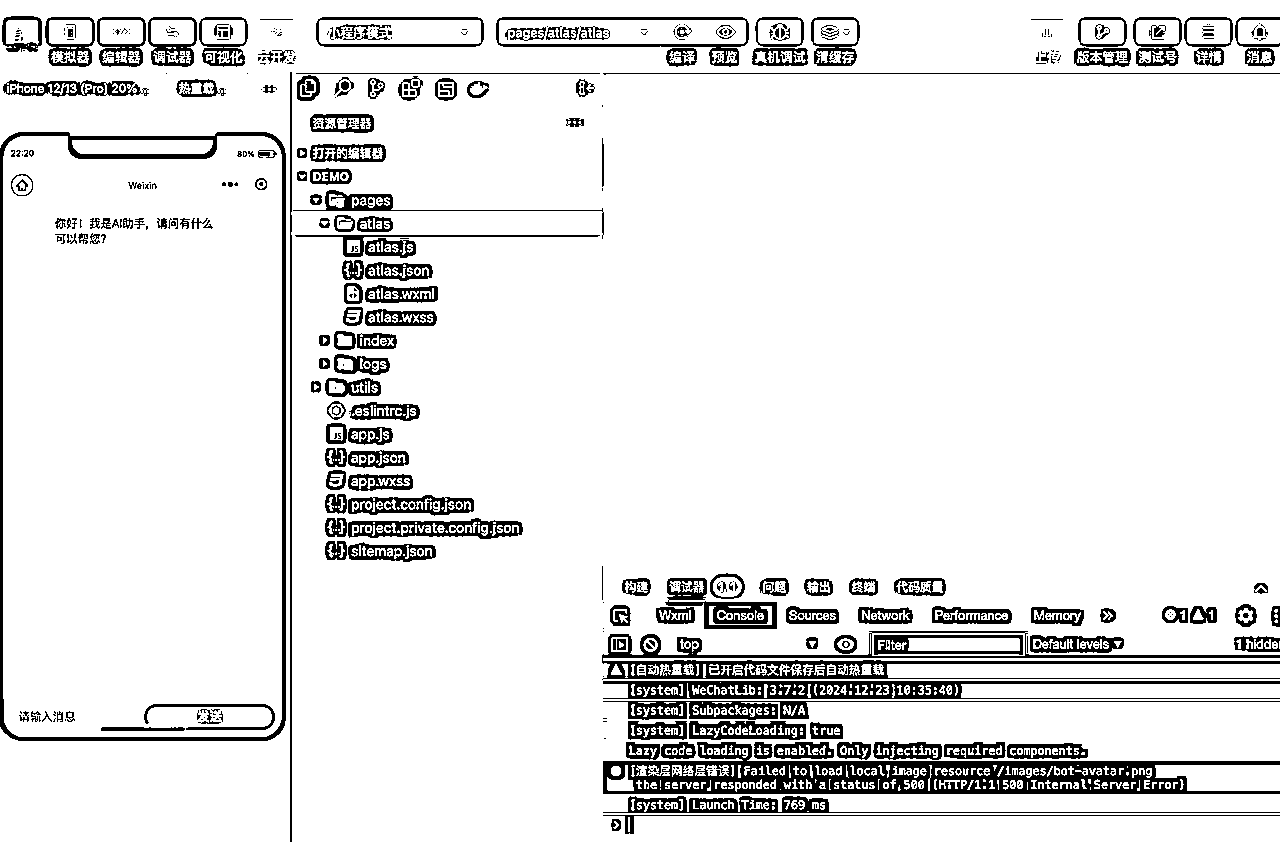 小程序模式
pages/atlas/atlas
模拟器 编辑器 调试器 可视化 云开发
编译 预览 真机调试 清缓存
上传 版本管理 测试号 详情 消息
iPhone 12/13 (Pro) 20%
热重载
22:20
80%
Weixin
你好！我是AI助手，请问有什么
可以帮您?
请输入消息
发送
资源管理器
打开的编辑器
DEMO
pages
atlas
atlas.js
atlas.json
atlas.wxml
atlas.wxss
index
logs
utils
.eslintrc.js
app.js
app.json
app.wxss
project.config.json
project.private.config.json
sitemap.json
构建 调试器 1,1 问题 输出 终端 代码质量
Wxml Console Sources Network Performance Memory 1 1
top Filter Default levels 1 hidde
[自动热重载] 已开启代码文件保存后自动热重载
[system] WeChatLib: 3.7.2 (2024.12.23 10:35:40)
[system] Subpackages: N/A
[system] LazyCodeLoading: true
Lazy code loading is enabled. Only injecting required components.
[渲染层网络层错误] Failed to load local image resource /images/bot-avatar.png
the server responded with a status of 500 (HTTP/1.1 500 Internal Server Error)
[system] Launch Time: 769 ms